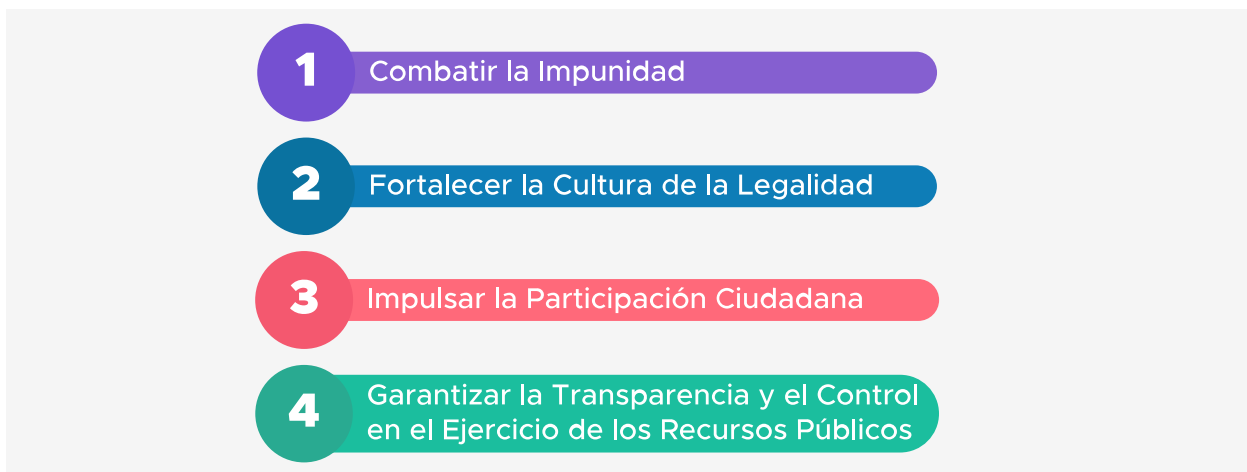 1
Combatir la Impunidad
2
Fortalecer la Cultura de la Legalidad
3
Impulsar la Participación Ciudadana
4
Garantizar la Transparencia y el Control
en el Ejercicio de los Recursos Públicos